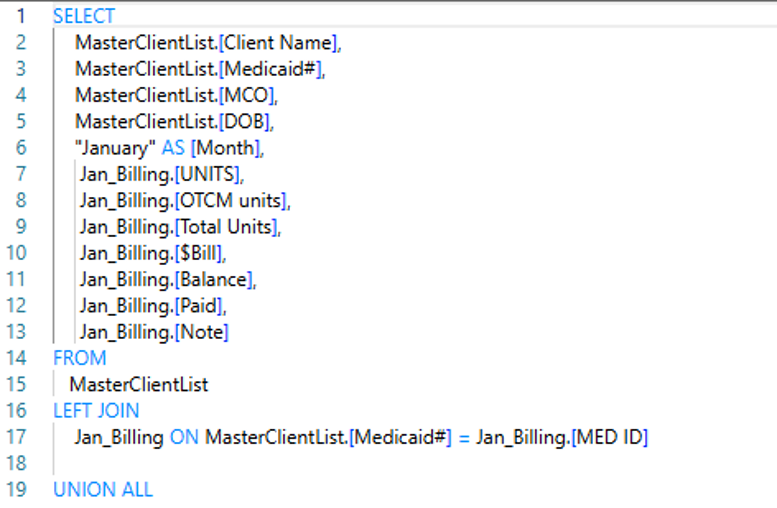 1 SELECT
2 MasterClientList.[Client Name],
3 MasterClientList.[Medicaid#],
4 MasterClientList.[MCO],
5 MasterClientList.[DOB],
6 "January" AS [Month],
7 Jan_Billing.[UNITS],
8 Jan_Billing.[OTCM units],
9 Jan_Billing.[Total Units],
10 Jan_Billing.[$Bill],
11 Jan_Billing.[Balance],
12 Jan_Billing.[Paid],
13 Jan_Billing.[Note]
14 FROM
15 MasterClientList
16 LEFT JOIN
17 Jan_Billing ON MasterClientList.[Medicaid#] = Jan_Billing.[MED ID]
18
19 UNION ALL